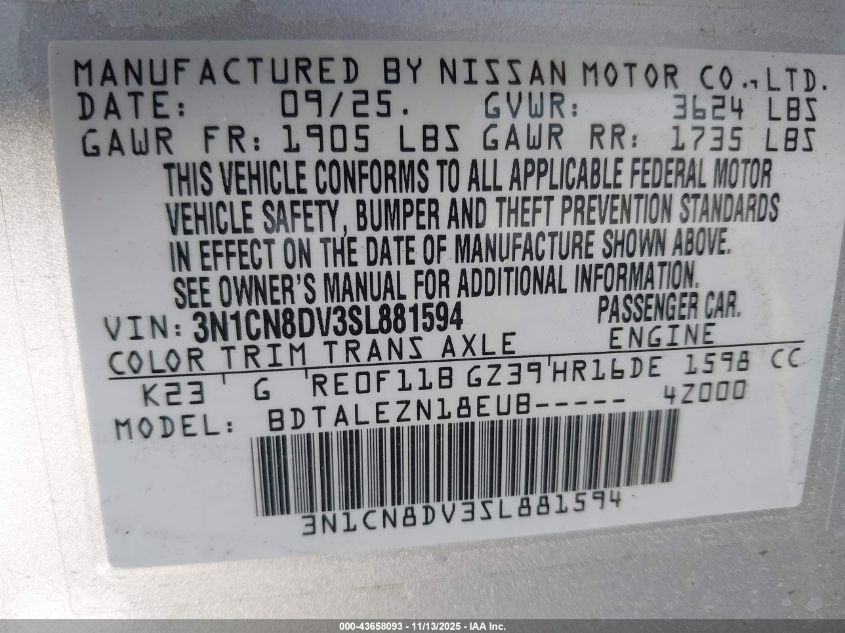 MANUFACTURED BY NISSAN MOTOR CO.,LTD.
DATE: 09/25. GVWR: 3624 LBS
GAWR FR: 1905 LBS GAWR RR: 1735 LBS
THIS VEHICLE CONFORMS TO ALL APPLICABLE FEDERAL MOTOR
VEHICLE SAFETY, BUMPER AND THEFT PREVENTION STANDARDS
IN EFFECT ON THE DATE OF MANUFACTURE SHOWN ABOVE.
SEE OWNER'S MANUAL FOR ADDITIONAL INFORMATION.
VIN: 3N1CN8DV3SL881594 PASSENGER CAR.
COLOR TRIM TRANS AXLE ENGINE
K23 G RE0F11B GZ39 HR16DE 1598 CC
MODEL: BDTALEZN18EUB----- 4Z000
3N1CN8DV3SL881594
000-43658093 — 11/13/2025 - IAA Inc.